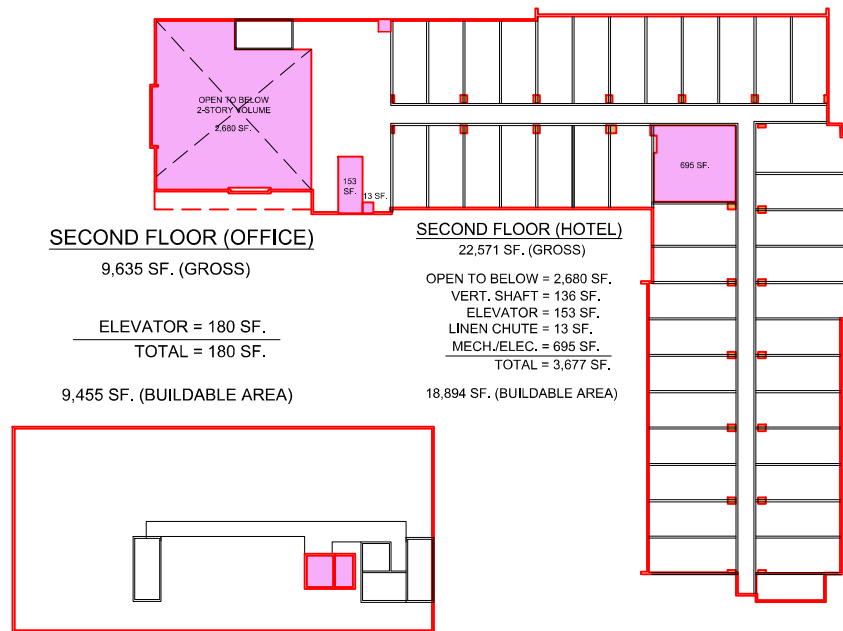 OPEN TO BELOW
2-STORY VOLUME
2,680 SF.
153
SF.
13 SF.
695 SF.
SECOND FLOOR (OFFICE)
9,635 SF. (GROSS)
ELEVATOR = 180 SF.
TOTAL = 180 SF.
9,455 SF. (BUILDABLE AREA)
SECOND FLOOR (HOTEL)
22,571 SF. (GROSS)
OPEN TO BELOW = 2,680 SF.
VERT. SHAFT = 136 SF.
ELEVATOR = 153 SF.
LINEN CHUTE = 13 SF.
MECH./ELEC. = 695 SF.
TOTAL = 3,677 SF.
18,894 SF. (BUILDABLE AREA)